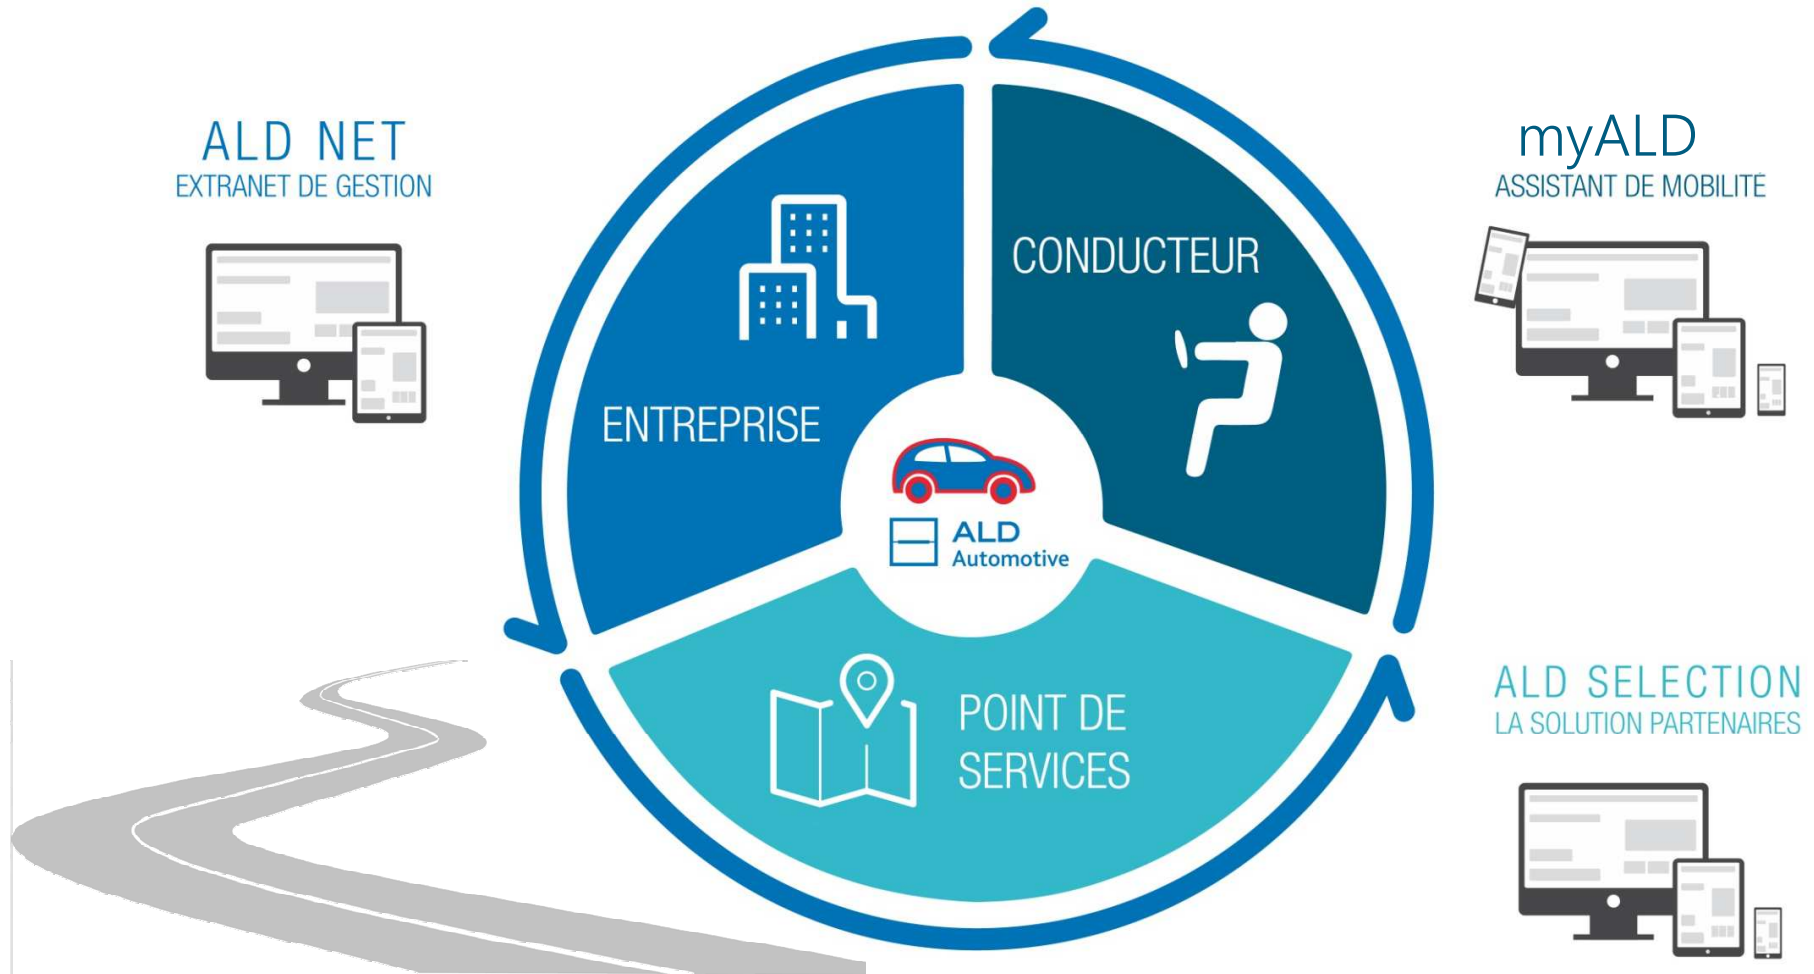 ALD NET
EXTRANET DE GESTION
myALD
ASSISTANT DE MOBILITÉ
CONDUCTEUR
ENTREPRISE
ALD
Automotive
POINT DE
SERVICES
ALD SELECTION
LA SOLUTION PARTENAIRES